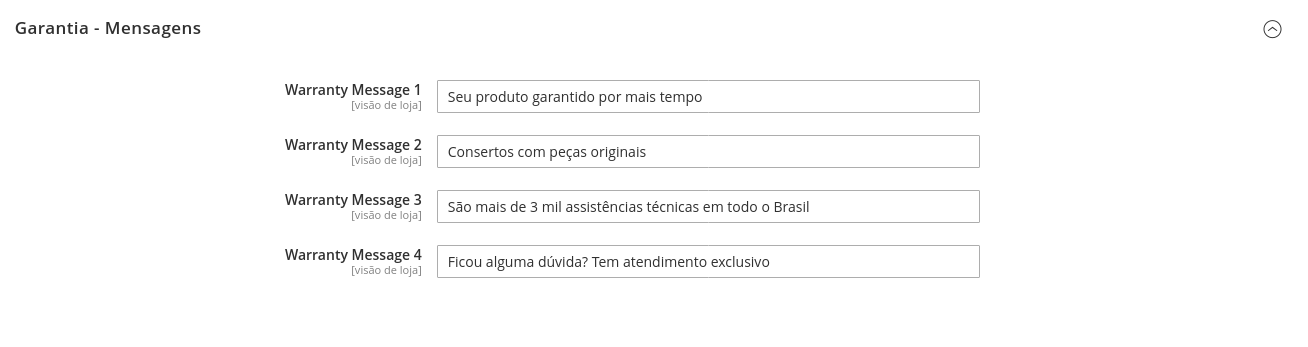 Garantia - Mensagens
Warranty Message 1
[visão de loja]
Seu produto garantido por mais tempo
Warranty Message 2
[visão de loja]
Consertos com peças originais
Warranty Message 3
[visão de loja]
São mais de 3 mil assistências técnicas em todo o Brasil
Warranty Message 4
[visão de loja]
Ficou alguma dúvida? Tem atendimento exclusivo